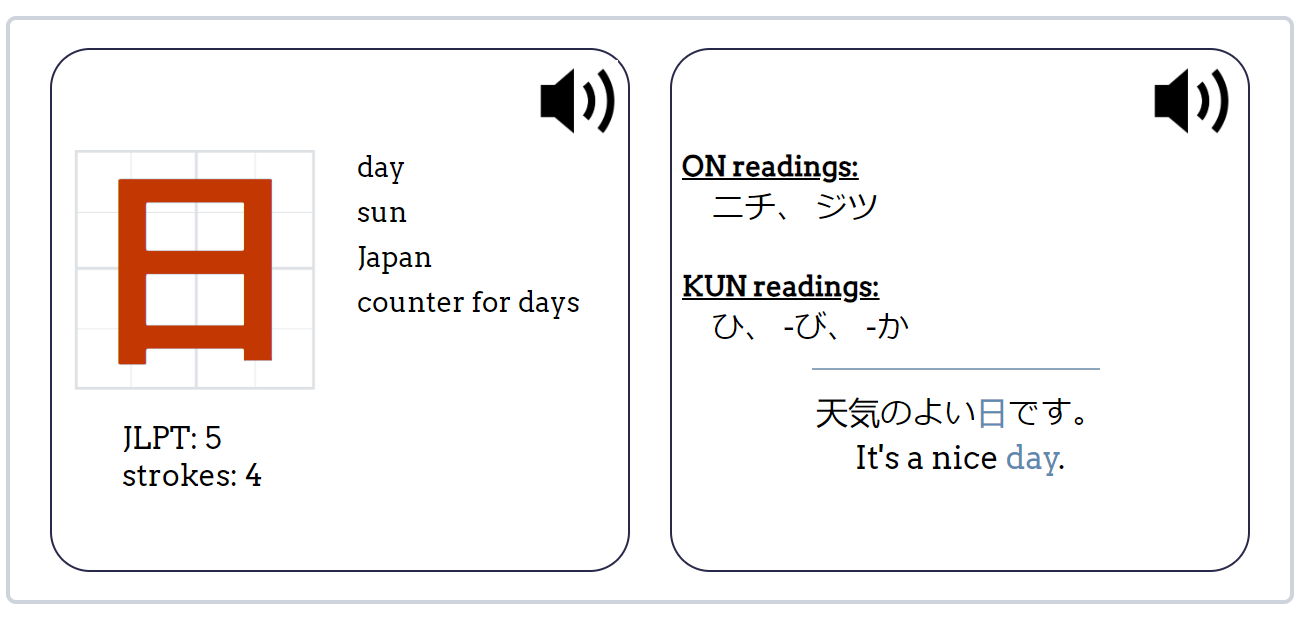 日
day
sun
Japan
counter for days
JLPT: 5
strokes: 4
ON readings:
ニチ、 ジツ
KUN readings:
ひ、 -び、 -か
天気のよい日です。
It's a nice day.